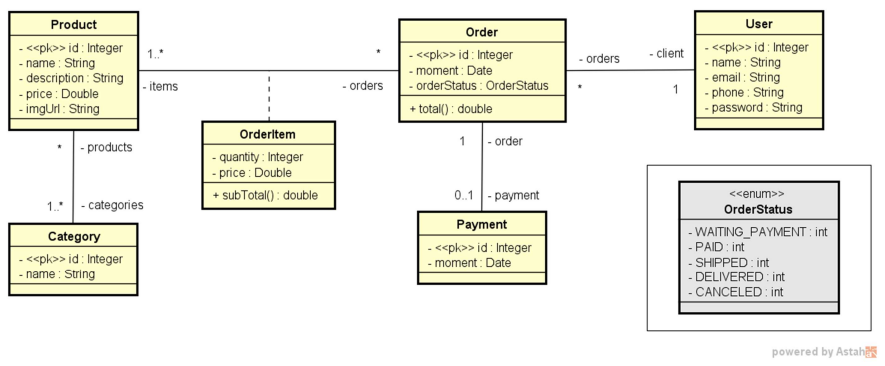 Product
- <<pk>> id : Integer
- name : String
- description : String
- price : Double
- imgUrl : String
1..*
*
- items
- orders
Order
- <<pk>> id : Integer
- moment : Date
- orderStatus : OrderStatus
+ total() : double
- orders
- client
*
1
User
- <<pk>> id : Integer
- name : String
- email : String
- phone : String
- password : String
OrderItem
- quantity : Integer
- price : Double
+ subTotal() : double
* - products
1..* - categories
Category
- <<pk>> id : Integer
- name : String
1 - order
0..1 - payment
Payment
- <<pk>> id : Integer
- moment : Date
<<enum>>
OrderStatus
- WAITING_PAYMENT : int
- PAID : int
- SHIPPED : int
- DELIVERED : int
- CANCELED : int
powered by Astah